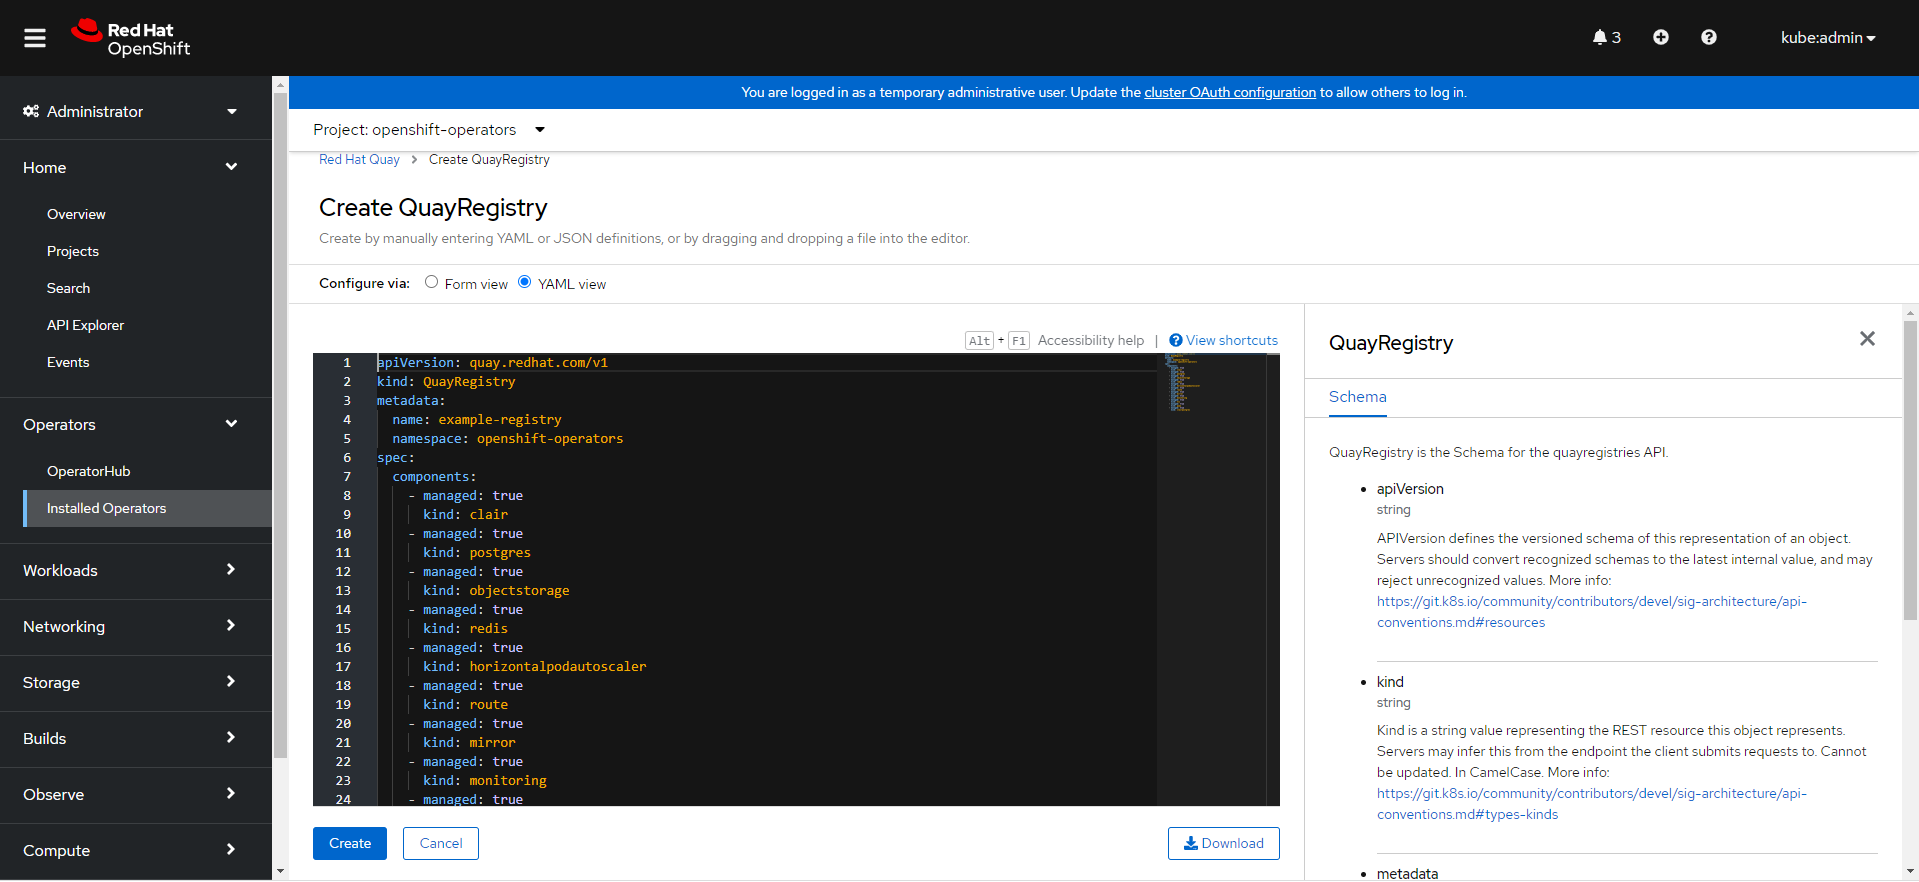 Red Hat
OpenShift
3
kube:admin
Administrator
Home
Overview
Projects
Search
API Explorer
Events
Operators
OperatorHub
Installed Operators
Workloads
Networking
Storage
Builds
Observe
Compute
You are logged in as a temporary administrative user. Update the cluster OAuth configuration to allow others to log in.
Project: openshift-operators
Red Hat Quay > Create QuayRegistry
Create QuayRegistry
Create by manually entering YAML or JSON definitions, or by dragging and dropping a file into the editor.
Configure via: Form view YAML view
Alt + F1 Accessibility help | View shortcuts
1 apiVersion: quay.redhat.com/v1
2 kind: QuayRegistry
3 metadata:
4 name: example-registry
5 namespace: openshift-operators
6 spec:
7 components:
8 - managed: true
9 kind: clair
10 - managed: true
11 kind: postgres
12 - managed: true
13 kind: objectstorage
14 - managed: true
15 kind: redis
16 - managed: true
17 kind: horizontalpodautoscaler
18 - managed: true
19 kind: route
20 - managed: true
21 kind: mirror
22 - managed: true
23 kind: monitoring
24 - managed: true
Create Cancel Download
QuayRegistry
Schema
QuayRegistry is the Schema for the quayregistries API.
• apiVersion
string
APIVersion defines the versioned schema of this representation of an object.
Servers should convert recognized schemas to the latest internal value, and may
reject unrecognized values. More info:
https://git.k8s.io/community/contributors/devel/sig-architecture/api-
conventions.md#resources
• kind
string
Kind is a string value representing the REST resource this object represents.
Servers may infer this from the endpoint the client submits requests to. Cannot
be updated. In CamelCase. More info:
https://git.k8s.io/community/contributors/devel/sig-architecture/api-
conventions.md#types-kinds
• metadata